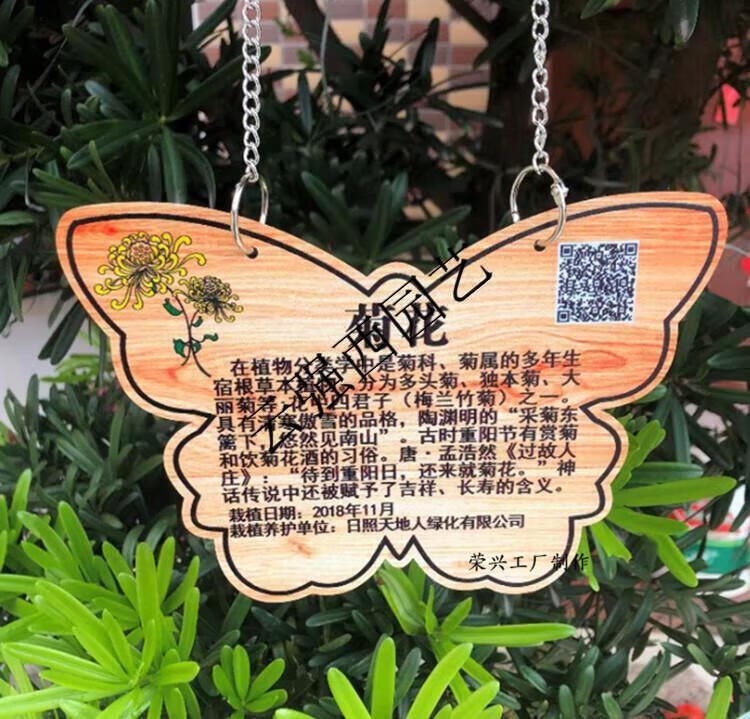 菊花
在植物分类学中是菊科、菊属的多年生
宿根草本植物。分为多头菊、独本菊、大
丽菊等,花中四君子（梅兰竹菊）之一。
具有清寒傲雪的品格，陶渊明的“采菊东
篱下，悠然见南山”。古时重阳节有赏菊
和饮菊花酒的习俗。唐·孟浩然《过故人
庄》：“待到重阳日，还来就菊花。”神
话传说中还被赋予了吉祥、长寿的含义。
栽植日期：2018年11月
栽植养护单位：日照天地人绿化有限公司
荣兴工厂制作
园艺